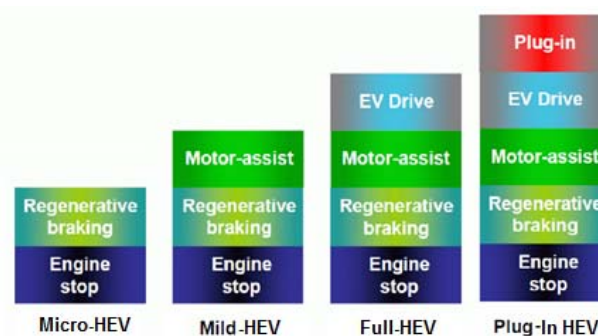 Plug-in
EV Drive
EV Drive
Motor-assist
Motor-assist
Motor-assist
Regenerative
braking
Regenerative
braking
Regenerative
braking
Regenerative
braking
Engine
stop
Engine
stop
Engine
stop
Engine
stop
Micro-HEV
Mild-HEV
Full-HEV
Plug-In HEV